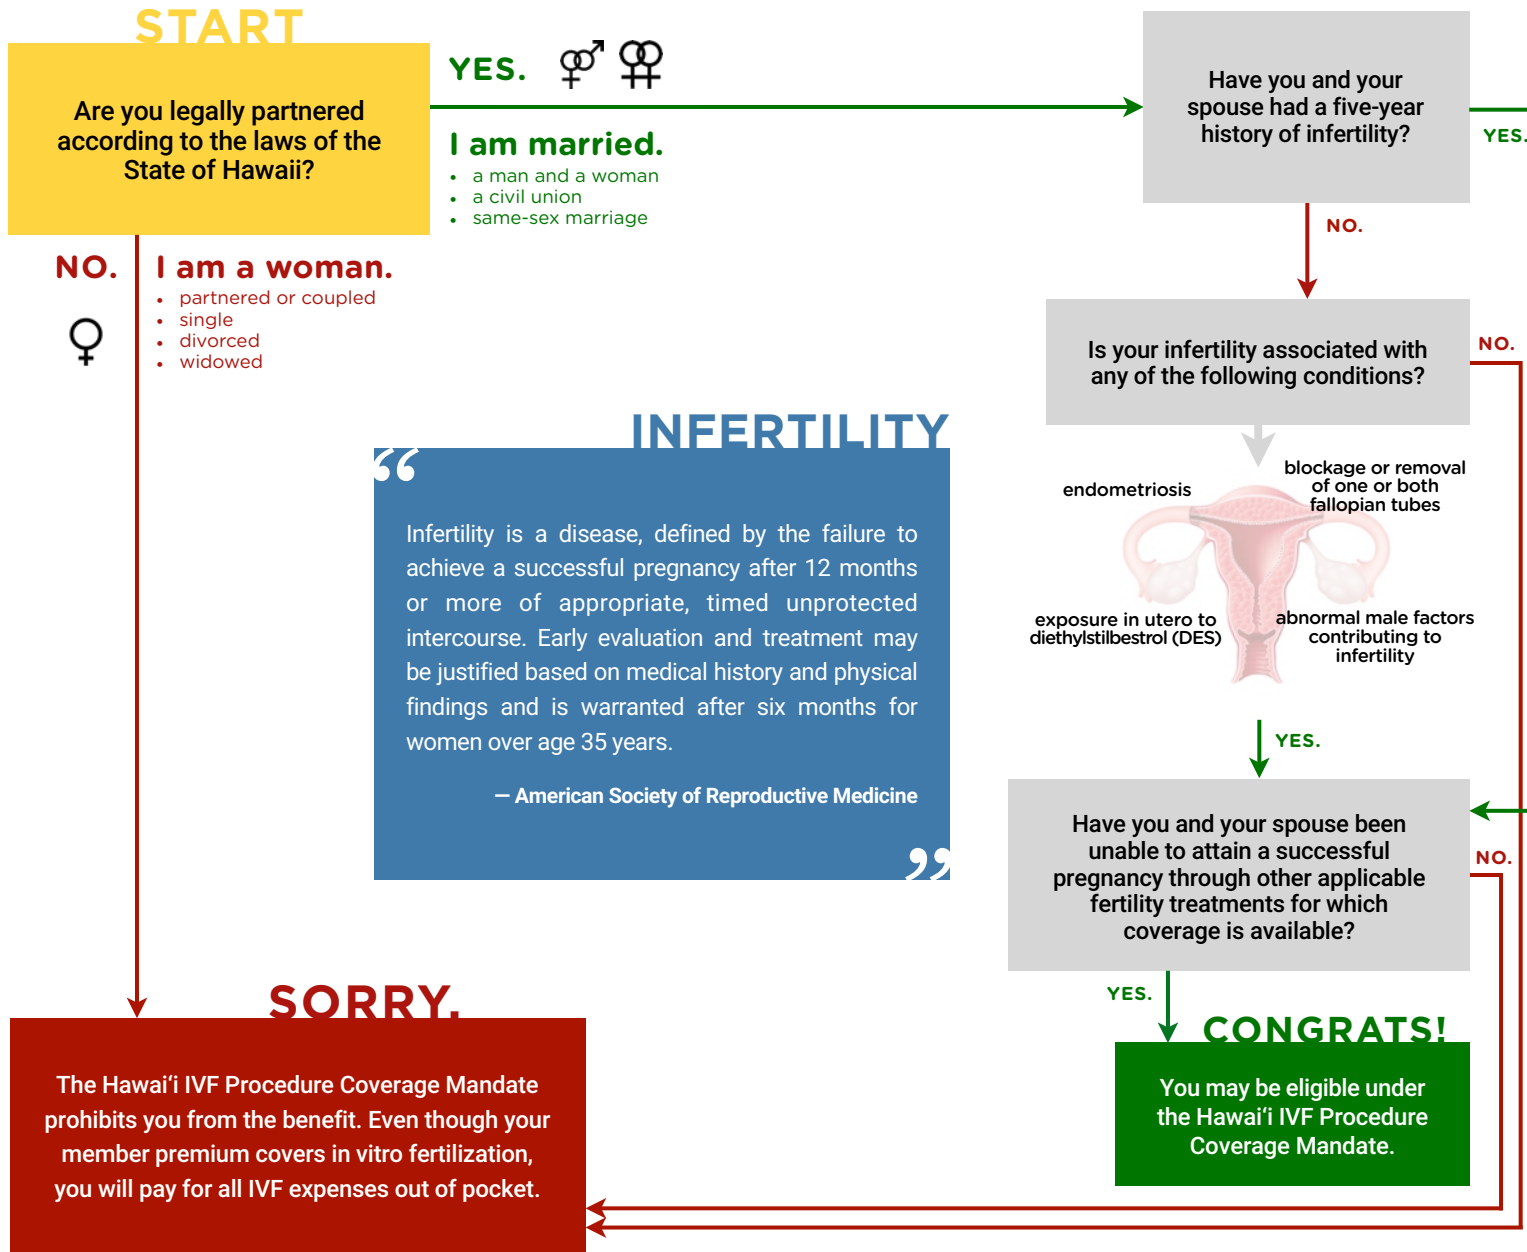 START
Are you legally partnered
according to the laws of the
State of Hawaii?
YES.
I am married.
• a man and a woman
• a civil union
• same-sex marriage
Have you and your
spouse had a five-year
history of infertility?
YES.
NO.
NO.
I am a woman.
• partnered or coupled
• single
• divorced
• widowed
Is your infertility associated with
any of the following conditions?
NO.
endometriosis
blockage or removal
of one or both
fallopian tubes
exposure in utero to
diethylstilbestrol (DES)
abnormal male factors
contributing to
infertility
YES.
INFERTILITY
“
Infertility is a disease, defined by the failure to
achieve a successful pregnancy after 12 months
or more of appropriate, timed unprotected
intercourse. Early evaluation and treatment may
be justified based on medical history and physical
findings and is warranted after six months for
women over age 35 years.
— American Society of Reproductive Medicine
”
Have you and your spouse been
unable to attain a successful
pregnancy through other applicable
fertility treatments for which
coverage is available?
NO.
YES.
SORRY.
The Hawai‘i IVF Procedure Coverage Mandate
prohibits you from the benefit. Even though your
member premium covers in vitro fertilization,
you will pay for all IVF expenses out of pocket.
CONGRATS!
You may be eligible under
the Hawai‘i IVF Procedure
Coverage Mandate.